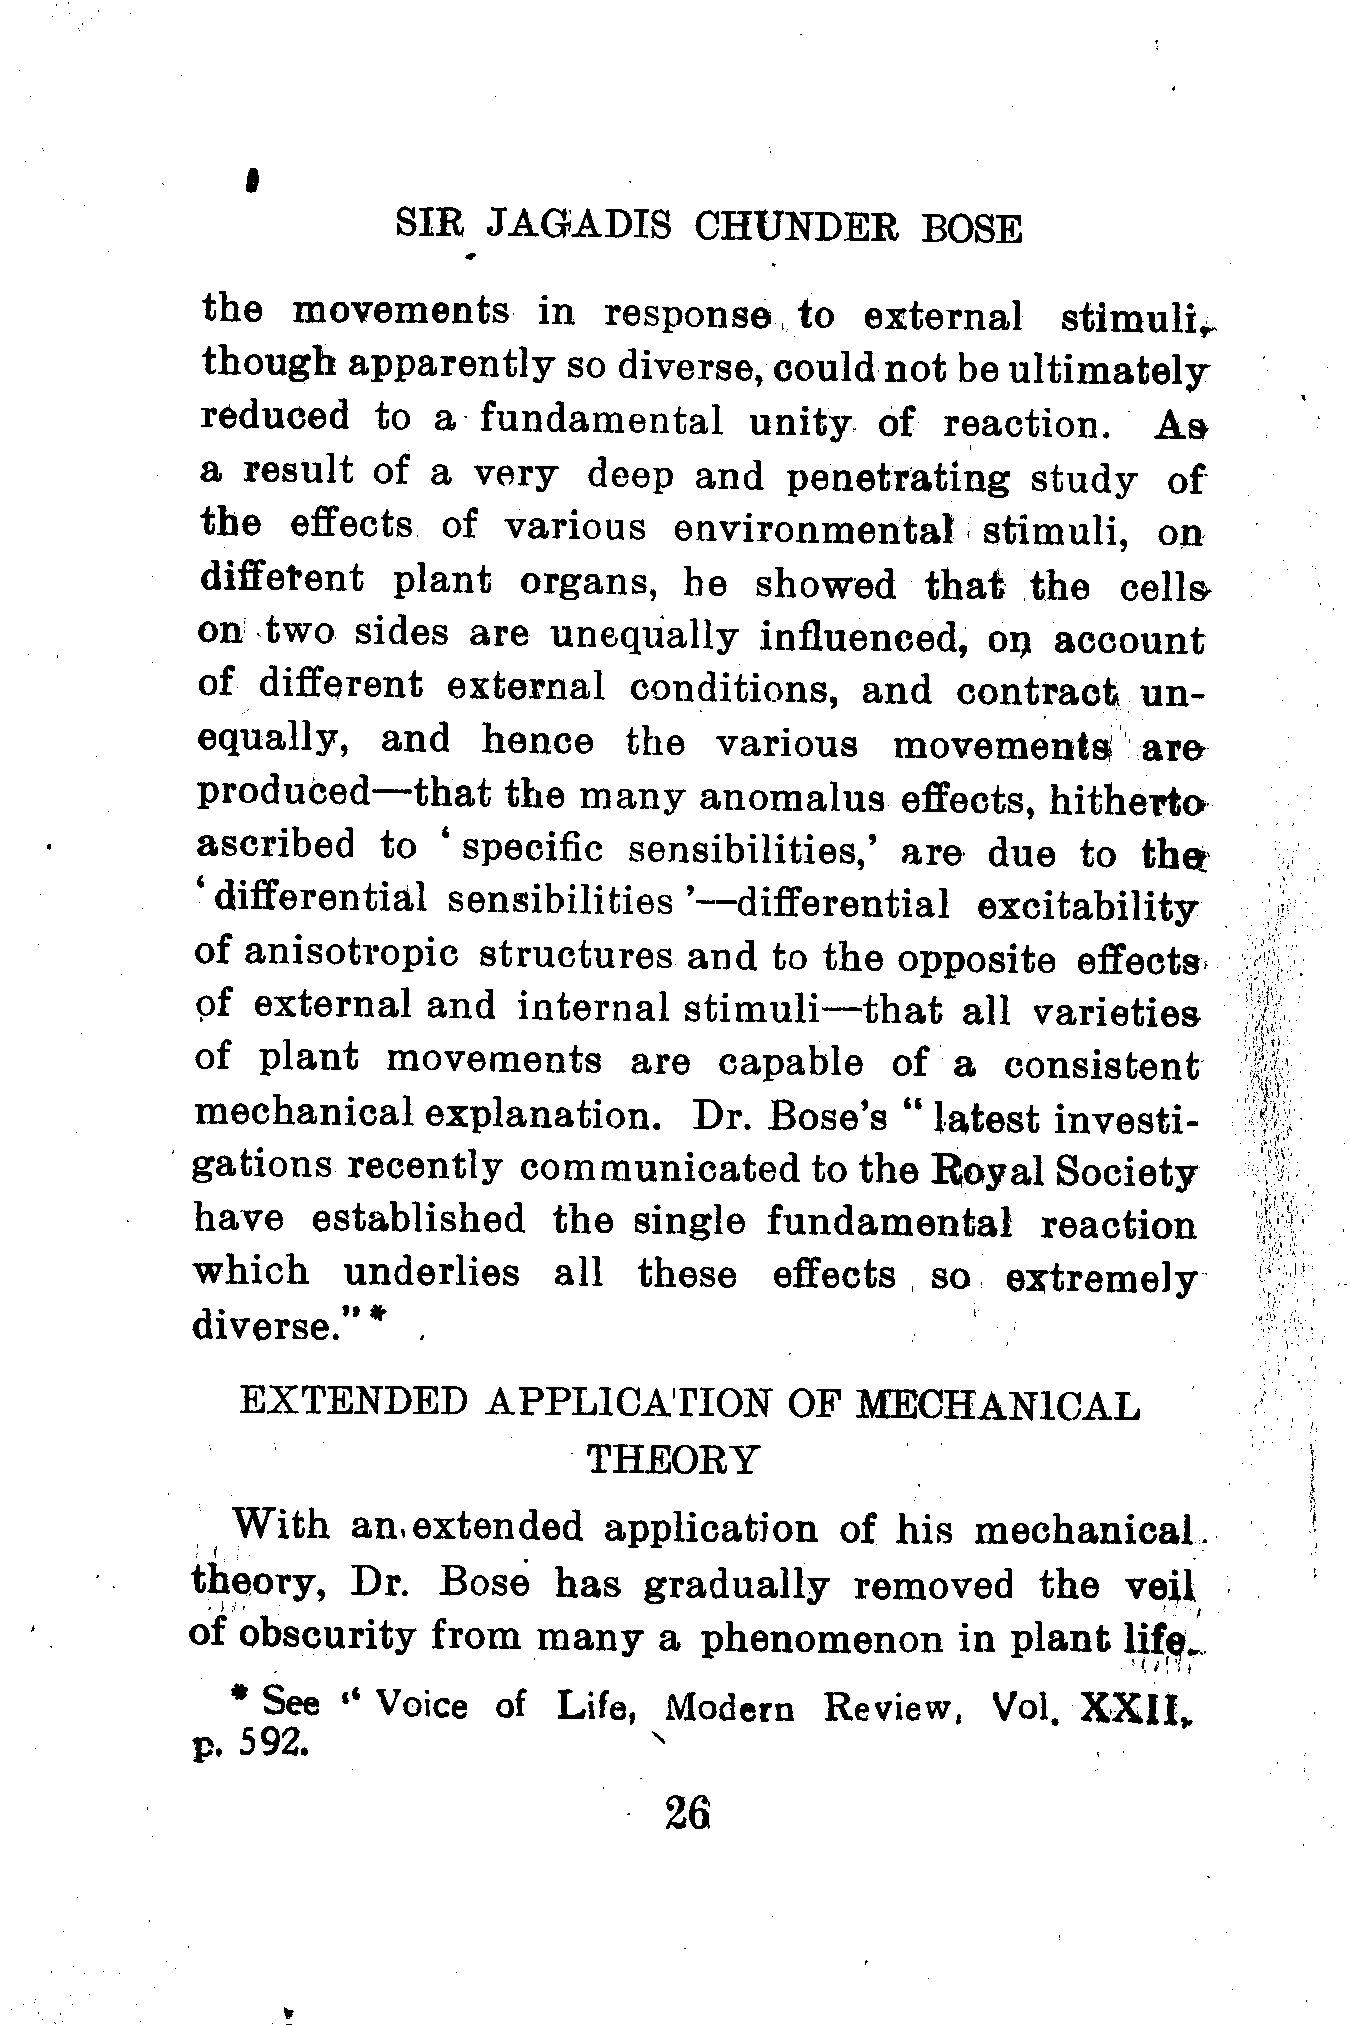 SIR JAGADIS CHUNDER BOSE
the movements in response to external stimuli,
though apparently so diverse, could not be ultimately
reduced to a fundamental unity of reaction. As
a result of a very deep and penetrating study of
the effects of various environmental stimuli, on
different plant organs, he showed that the cells
on two sides are unequally influenced, on account
of different external conditions, and contract un-
equally, and hence the various movements are
produced—that the many anomalus effects, hitherto
ascribed to ‘ specific sensibilities,’ are due to the
‘ differential sensibilities ’—differential excitability
of anisotropic structures and to the opposite effects
of external and internal stimuli—that all varieties
of plant movements are capable of a consistent
mechanical explanation. Dr. Bose’s “ latest investi-
gations recently communicated to the Royal Society
have established the single fundamental reaction
which underlies all these effects so extremely
diverse.” *
EXTENDED APPLICATION OF MECHANICAL
THEORY
With an extended application of his mechanical
theory, Dr. Bose has gradually removed the veil
of obscurity from many a phenomenon in plant life.
* See “ Voice of Life, Modern Review, Vol. XXII,
p. 592.
26